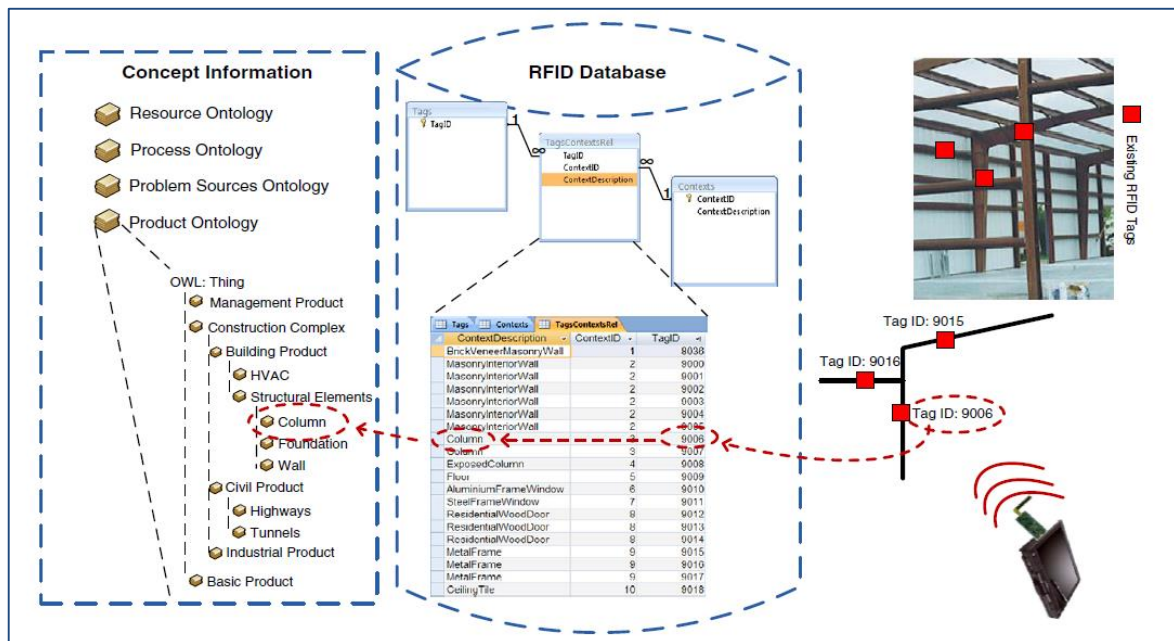 Concept Information
Resource Ontology
Process Ontology
Problem Sources Ontology
Product Ontology
OWL: Thing
Management Product
Construction Complex
Building Product
HVAC
Structural Elements
Column
Foundation
Wall
Civil Product
Highways
Tunnels
Industrial Product
Basic Product
RFID Database
Tags
TagID
1
∞
TagsContextsRel
TagID
ContextID
ContextDescription
∞
1
Contexts
ContextID
ContextDescription
Tags Contexts TagsContextsRel
ContextDescription ContextID TagID
BrickVeneerMasonryWall 1 8036
MasonryInteriorWall 2 9000
MasonryInteriorWall 2 9001
MasonryInteriorWall 2 9002
MasonryInteriorWall 2 9003
MasonryInteriorWall 2 9004
MasonryInteriorWall 2 9005
Column 3 9006
Column 3 9007
ExposedColumn 4 9008
Floor 5 9009
AluminiumFrameWindow 6 9010
SteelFrameWindow 7 9011
ResidentialWoodDoor 8 9012
ResidentialWoodDoor 8 9013
ResidentialWoodDoor 8 9014
MetalFrame 9 9015
MetalFrame 9 9016
MetalFrame 9 9017
CeilingTile 10 9018
Existing RFID Tags
Tag ID: 9015
Tag ID: 9016
Tag ID: 9006